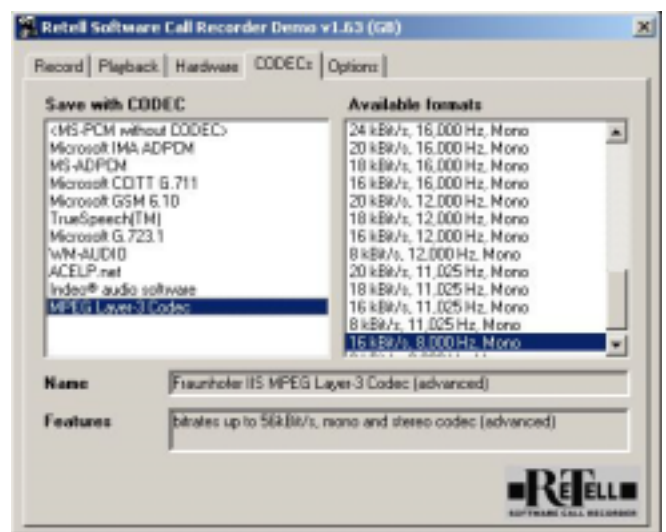 Retell Software Call Recorder Demo v1.63 (GB)
Record
Playback
Hardware
CODECs
Options
Save with CODEC
<MS-PCM without CODEC>
Microsoft IMA ADPCM
MS-ADPCM
Microsoft CCITT G.711
Microsoft GSM 6.10
TrueSpeech(TM)
Microsoft G.723.1
WM-AUDIO
ACELP.net
Indeo® audio software
MPEG Layer-3 Codec
Available formats
24 kBit/s, 16,000 Hz, Mono
20 kBit/s, 16,000 Hz, Mono
18 kBit/s, 16,000 Hz, Mono
16 kBit/s, 16,000 Hz, Mono
20 kBit/s, 12,000 Hz, Mono
18 kBit/s, 12,000 Hz, Mono
16 kBit/s, 12,000 Hz, Mono
8 kBit/s, 12,000 Hz, Mono
20 kBit/s, 11,025 Hz, Mono
18 kBit/s, 11,025 Hz, Mono
16 kBit/s, 11,025 Hz, Mono
8 kBit/s, 11,025 Hz, Mono
16 kBit/s, 8,000 Hz, Mono
Name
Fraunhofer IIS MPEG Layer-3 Codec (advanced)
Features
bitrates up to 56kBit/s, mono and stereo codec (advanced)
RETELL
SOFTWARE CALL RECORDER